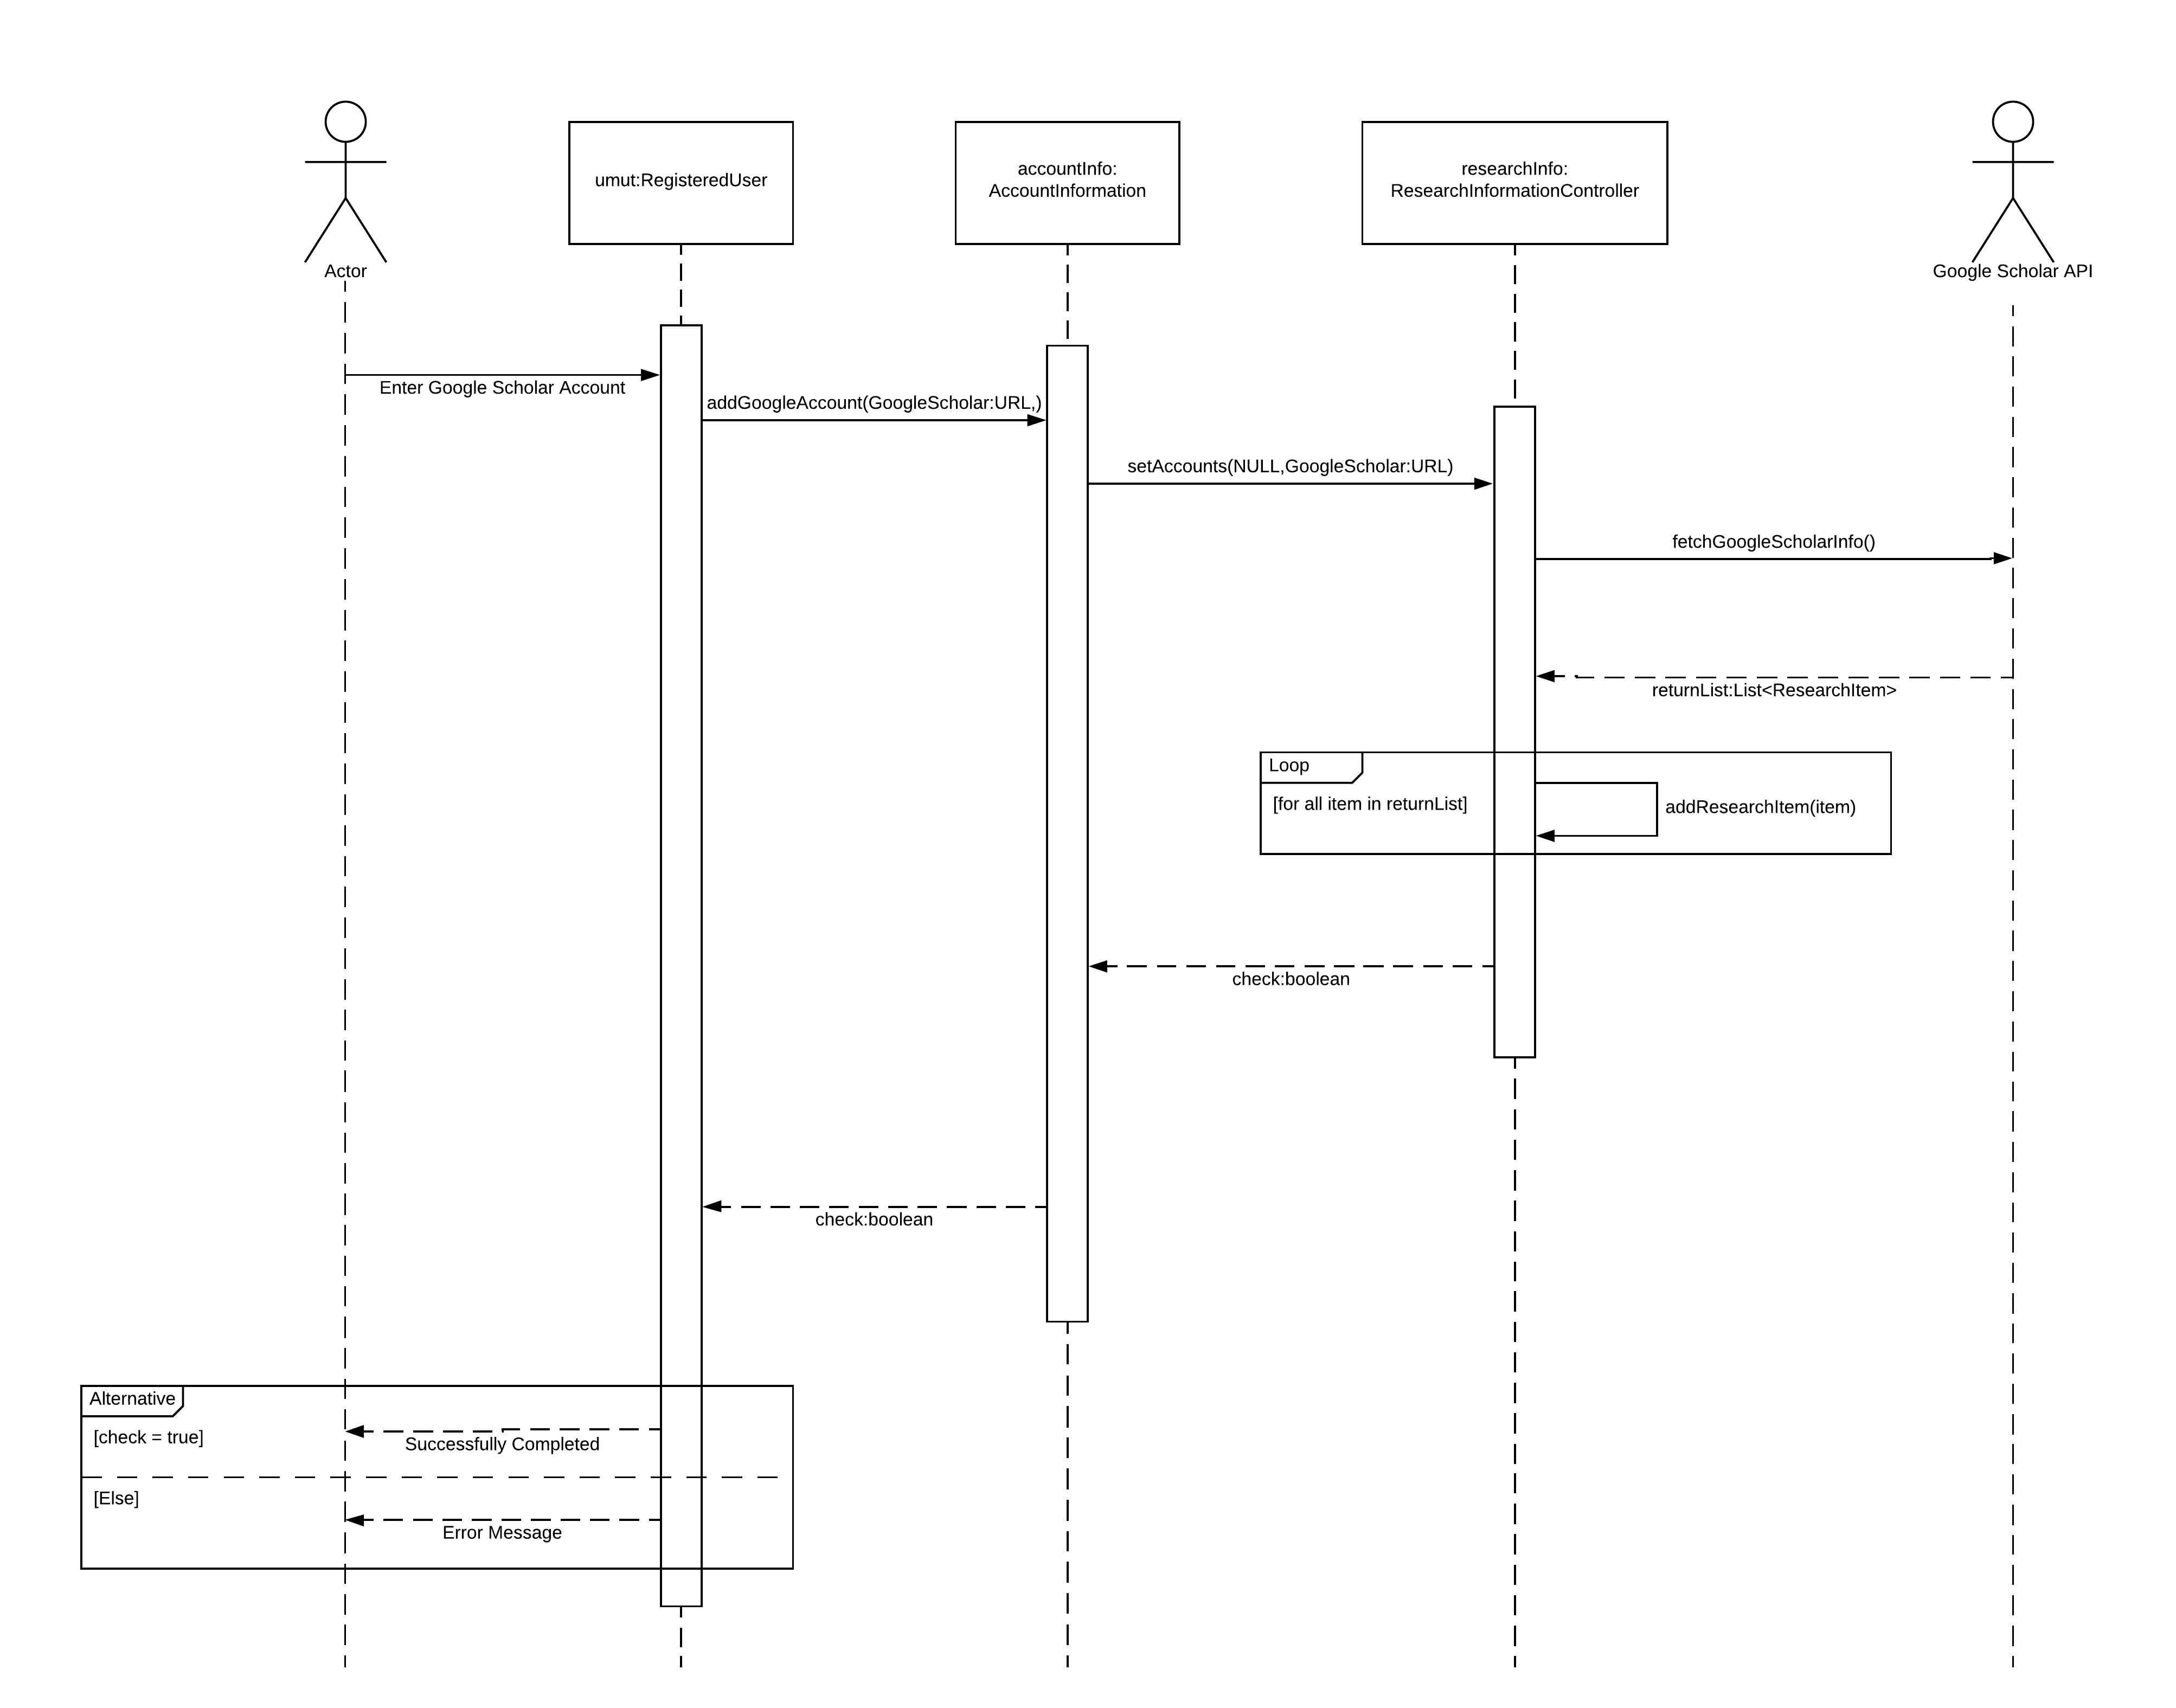 umut:RegisteredUser
accountInfo:
AccountInformation
researchInfo:
ResearchInformationController
Actor
Google Scholar API
Enter Google Scholar Account
addGoogleAccount(GoogleScholar:URL,)
setAccounts(NULL,GoogleScholar:URL)
fetchGoogleScholarInfo()
returnList:List<ResearchItem>
Loop
[for all item in returnList]
addResearchItem(item)
check:boolean
check:boolean
Alternative
[check = true]
Successfully Completed
[Else]
Error Message